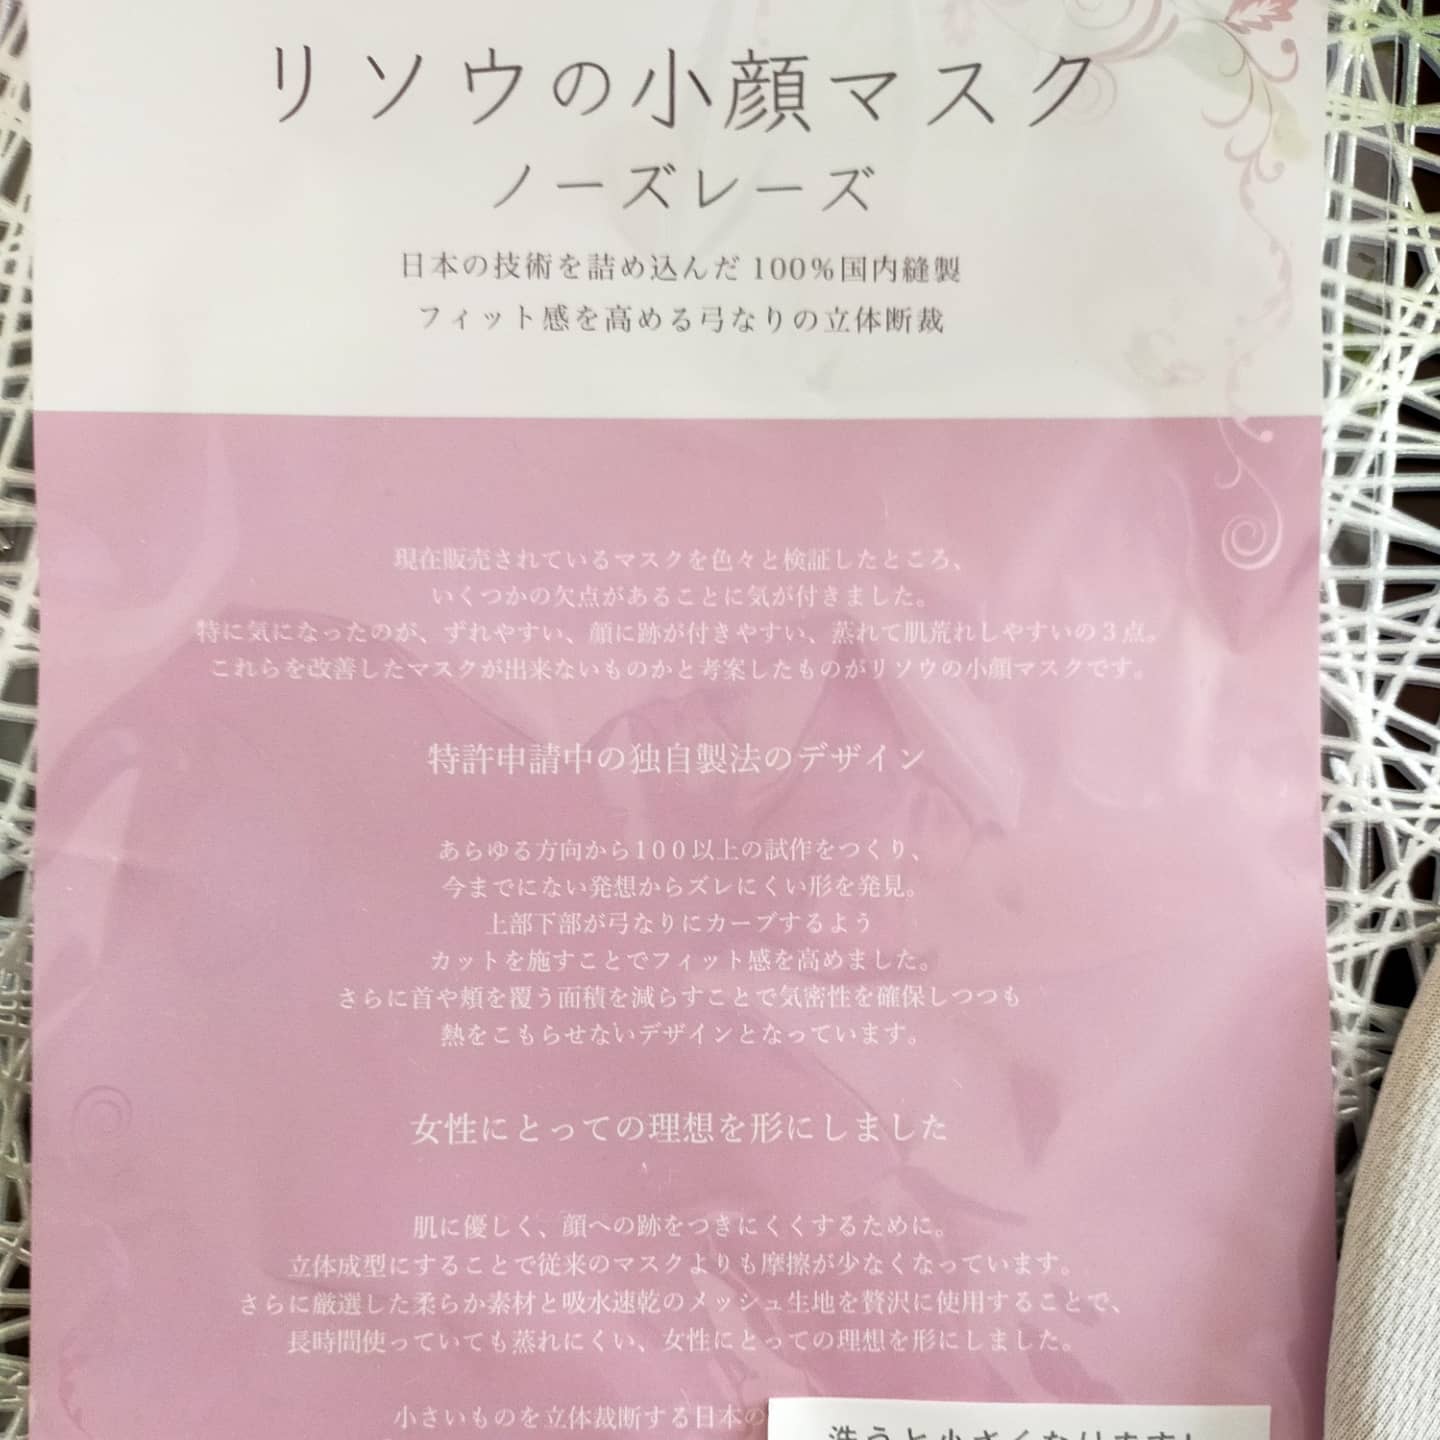 リソウの小顔マスク
ノーズレーズ
日本の技術を詰め込んだ100%国内縫製
フィット感を高める弓なりの立体断裁
現在販売されているマスクを色々と検証したところ、
いくつかの欠点があることに気が付きました。
特に気になったのが、ずれやすい、顔に跡が付きやすい、蒸れて肌荒れしやすいの3点。
これらを改善したマスクが出来ないものかと考案したものがリソウの小顔マスクです。
特許申請中の独自製法のデザイン
あらゆる方向から100以上の試作をつくり、
今までにない発想からズレにくい形を発見。
上部下部が弓なりにカーブするよう
カットを施すことでフィット感を高めました。
さらに首や頬を覆う面積を減らすことで気密性を確保しつつも
熱をこもらせないデザインとなっています。
女性にとっての理想を形にしました
肌に優しく、顔への跡をつきにくくするために。
立体成型にすることで従来のマスクよりも摩擦が少なくなっています。
さらに厳選した柔らか素材と吸水速乾のメッシュ生地を贅沢に使用することで、
長時間使っていても蒸れにくい、女性にとっての理想を形にしました。
小さいものを立体裁断する日本の
洗うと小さくなります!